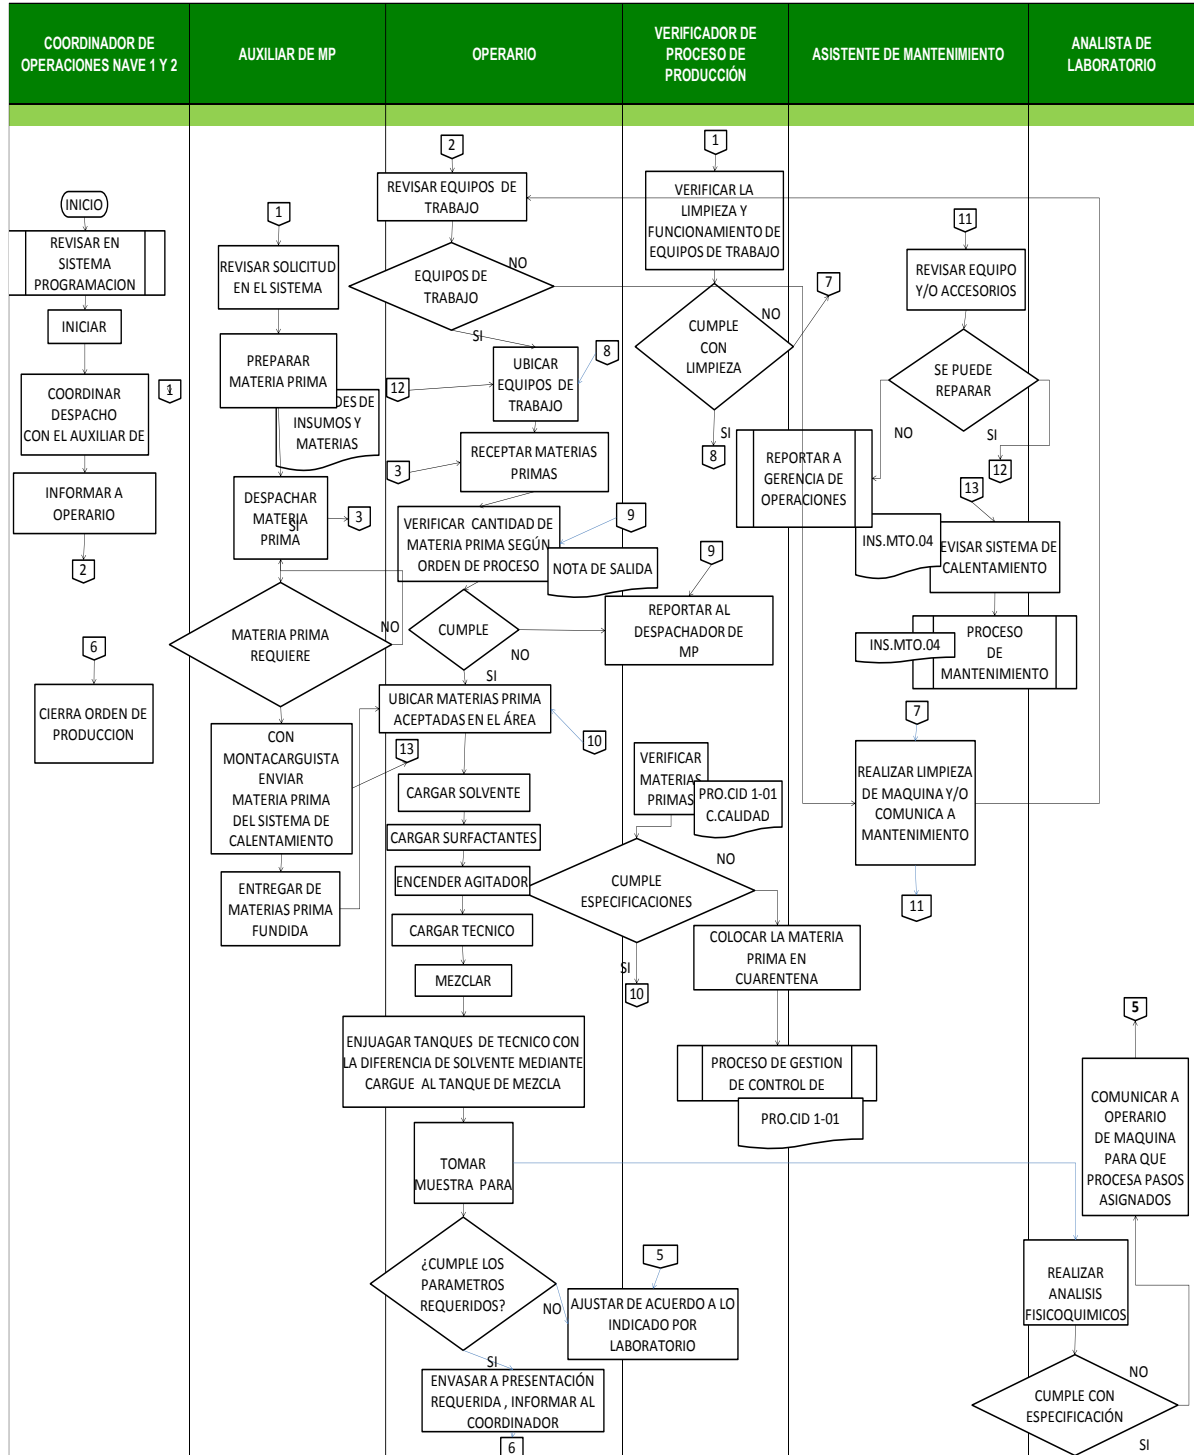 COORDINADOR DE
OPERACIONES NAVE 1 Y 2
AUXILIAR DE MP
OPERARIO
VERIFICADOR DE
PROCESO DE
PRODUCCIÓN
ASISTENTE DE MANTENIMIENTO
ANALISTA DE
LABORATORIO
INICIO
REVISAR EN
SISTEMA
PROGRAMACION
INICIAR
COORDINAR
DESPACHO
CON EL AUXILIAR DE
1
INFORMAR A
OPERARIO
2
6
CIERRA ORDEN DE
PRODUCCION
1
REVISAR SOLICITUD
EN EL SISTEMA
PREPARAR
MATERIA PRIMA
DES DE
INSUMOS Y
MATERIAS
DESPACHAR
MATERIA
PRIMA
SI
3
MATERIA PRIMA
REQUIERE
NO
CON
MONTACARGUISTA
ENVIAR
MATERIA PRIMA
DEL SISTEMA DE
CALENTAMIENTO
13
ENTREGAR DE
MATERIAS PRIMA
FUNDIDA
2
REVISAR EQUIPOS DE
TRABAJO
EQUIPOS DE
TRABAJO
NO
SI
UBICAR
EQUIPOS DE
TRABAJO
8
12
RECEPTAR MATERIAS
PRIMAS
3
VERIFICAR CANTIDAD DE
MATERIA PRIMA SEGÚN
ORDEN DE PROCESO
9
NOTA DE SALIDA
CUMPLE
NO
SI
UBICAR MATERIAS PRIMA
ACEPTADAS EN EL ÁREA
10
CARGAR SOLVENTE
CARGAR SURFACTANTES
ENCENDER AGITADOR
CARGAR TECNICO
MEZCLAR
ENJUAGAR TANQUES DE TECNICO CON
LA DIFERENCIA DE SOLVENTE MEDIANTE
CARGUE AL TANQUE DE MEZCLA
TOMAR
MUESTRA PARA
¿CUMPLE LOS
PARAMETROS
REQUERIDOS?
NO
SI
ENVASAR A PRESENTACIÓN
REQUERIDA , INFORMAR AL
COORDINADOR
6
5
AJUSTAR DE ACUERDO A LO
INDICADO POR
LABORATORIO
1
VERIFICAR LA
LIMPIEZA Y
FUNCIONAMIENTO DE
EQUIPOS DE TRABAJO
CUMPLE
CON
LIMPIEZA
NO
7
SI
8
REPORTAR A
GERENCIA DE
OPERACIONES
9
REPORTAR AL
DESPACHADOR DE
MP
VERIFICAR
MATERIAS
PRIMAS
PRO.CID 1-01
C.CALIDAD
CUMPLE
ESPECIFICACIONES
NO
SI
10
COLOCAR LA MATERIA
PRIMA EN
CUARENTENA
PROCESO DE GESTION
DE CONTROL DE
PRO.CID 1-01
11
REVISAR EQUIPO
Y/O ACCESORIOS
SE PUEDE
REPARAR
NO
SI
12
13
INS.MTO.04
EVISAR SISTEMA DE
CALENTAMIENTO
INS.MTO.04
PROCESO
DE
MANTENIMIENTO
7
REALIZAR LIMPIEZA
DE MAQUINA Y/O
COMUNICA A
MANTENIMIENTO
11
5
COMUNICAR A
OPERARIO
DE MAQUINA
PARA QUE
PROCESA PASOS
ASIGNADOS
REALIZAR
ANALISIS
FISICOQUIMICOS
CUMPLE CON
ESPECIFICACIÓN
NO
SI